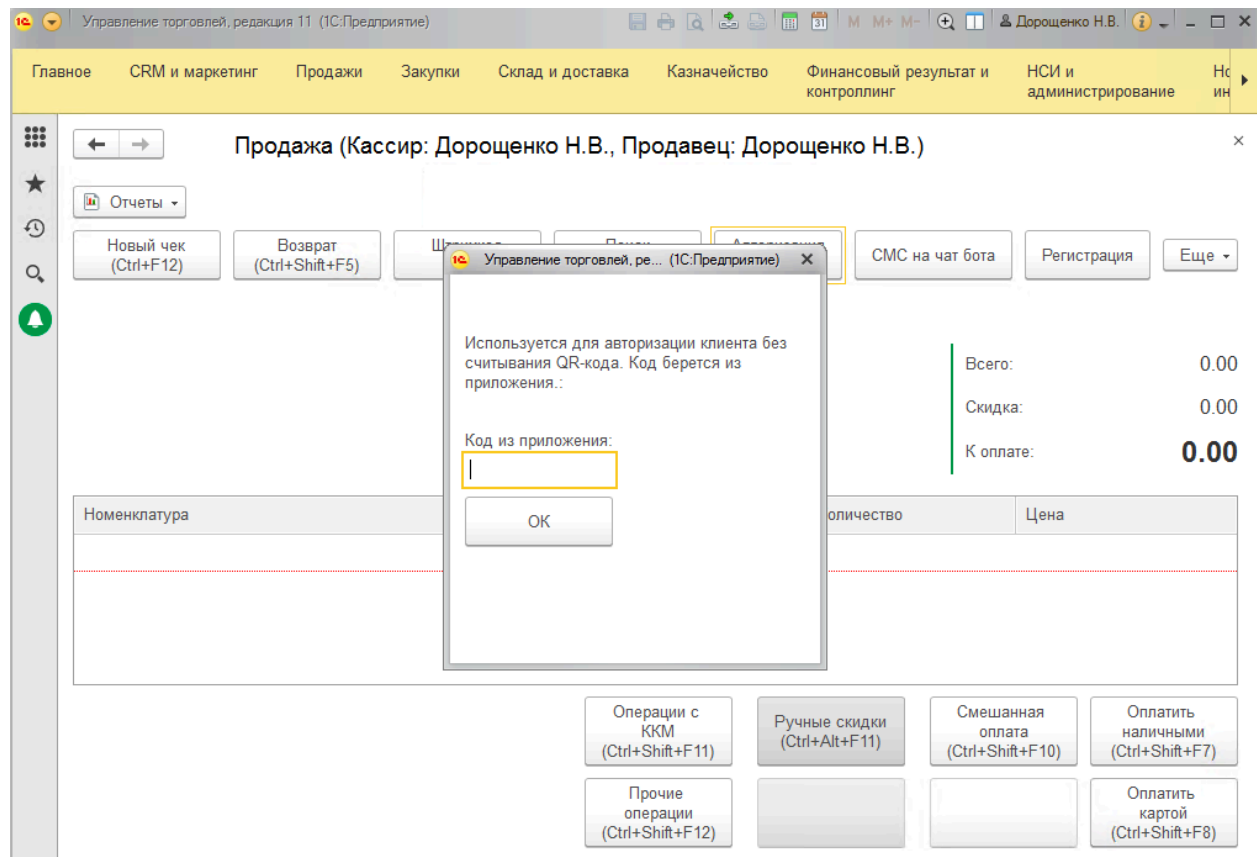 Управление торговлей, редакция 11 (1С:Предприятие)
M M+ M-
Дорощенко Н.В.
Главное
CRM и маркетинг
Продажи
Закупки
Склад и доставка
Казначейство
Финансовый результат и
контроллинг
НСИ и
администрирование
Продажа (Кассир: Дорощенко Н.В., Продавец: Дорощенко Н.В.)
Отчеты
Новый чек
(Ctrl+F12)
Возврат
(Ctrl+Shift+F5)
СМС на чат бота
Регистрация
Еще
Управление торговлей, ре... (1С:Предприятие)
Используется для авторизации клиента без
считывания QR-кода. Код берется из
приложения.:
Код из приложения:
ОК
Всего: 0.00
Скидка: 0.00
К оплате: 0.00
Номенклатура
оличество
Цена
Операции с
ККМ
(Ctrl+Shift+F11)
Ручные скидки
(Ctrl+Alt+F11)
Смешанная
оплата
(Ctrl+Shift+F10)
Оплатить
наличными
(Ctrl+Shift+F7)
Прочие
операции
(Ctrl+Shift+F12)
Оплатить
картой
(Ctrl+Shift+F8)